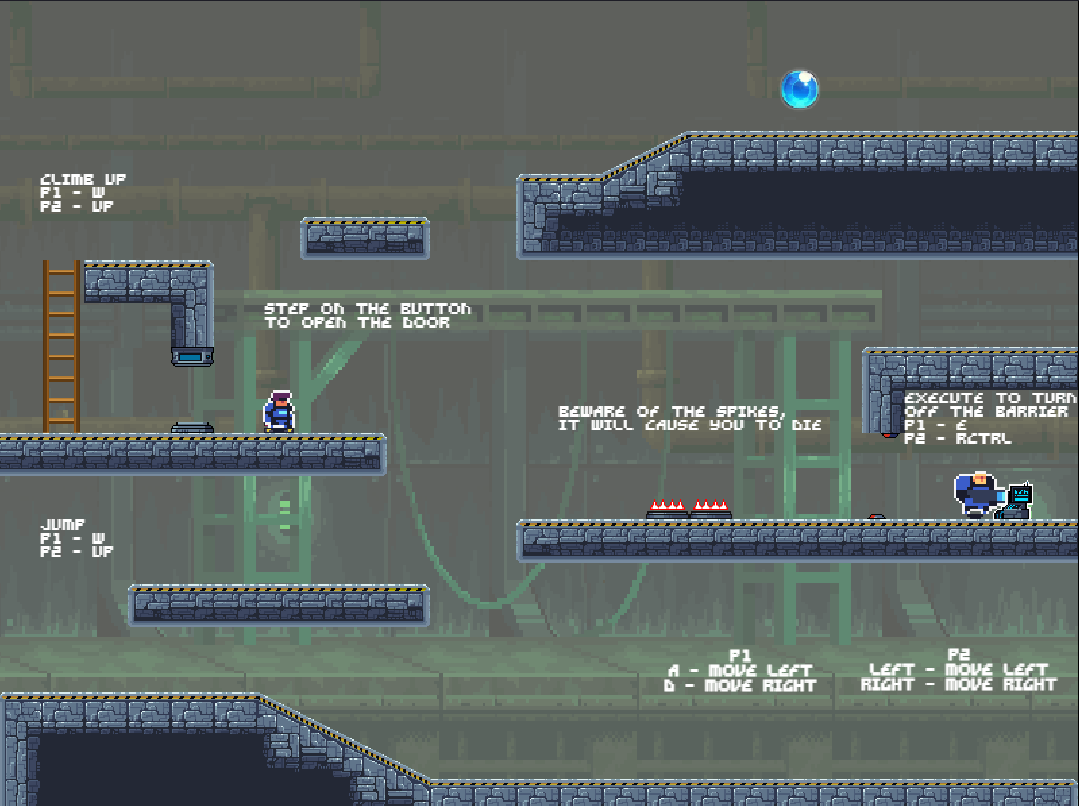 CLIMB UP
P1 - W
P2 - UP
STEP ON THE BUTTON
TO OPEN THE DOOR
BEWARE OF THE SPIKES,
IT WILL CAUSE YOU TO DIE
EXECUTE TO TURN
OFF THE BARRIER
P1 - E
P2 - RCTRL
JUMP
P1 - W
P2 - UP
P1
A - MOVE LEFT
D - MOVE RIGHT
P2
LEFT - MOVE LEFT
RIGHT - MOVE RIGHT